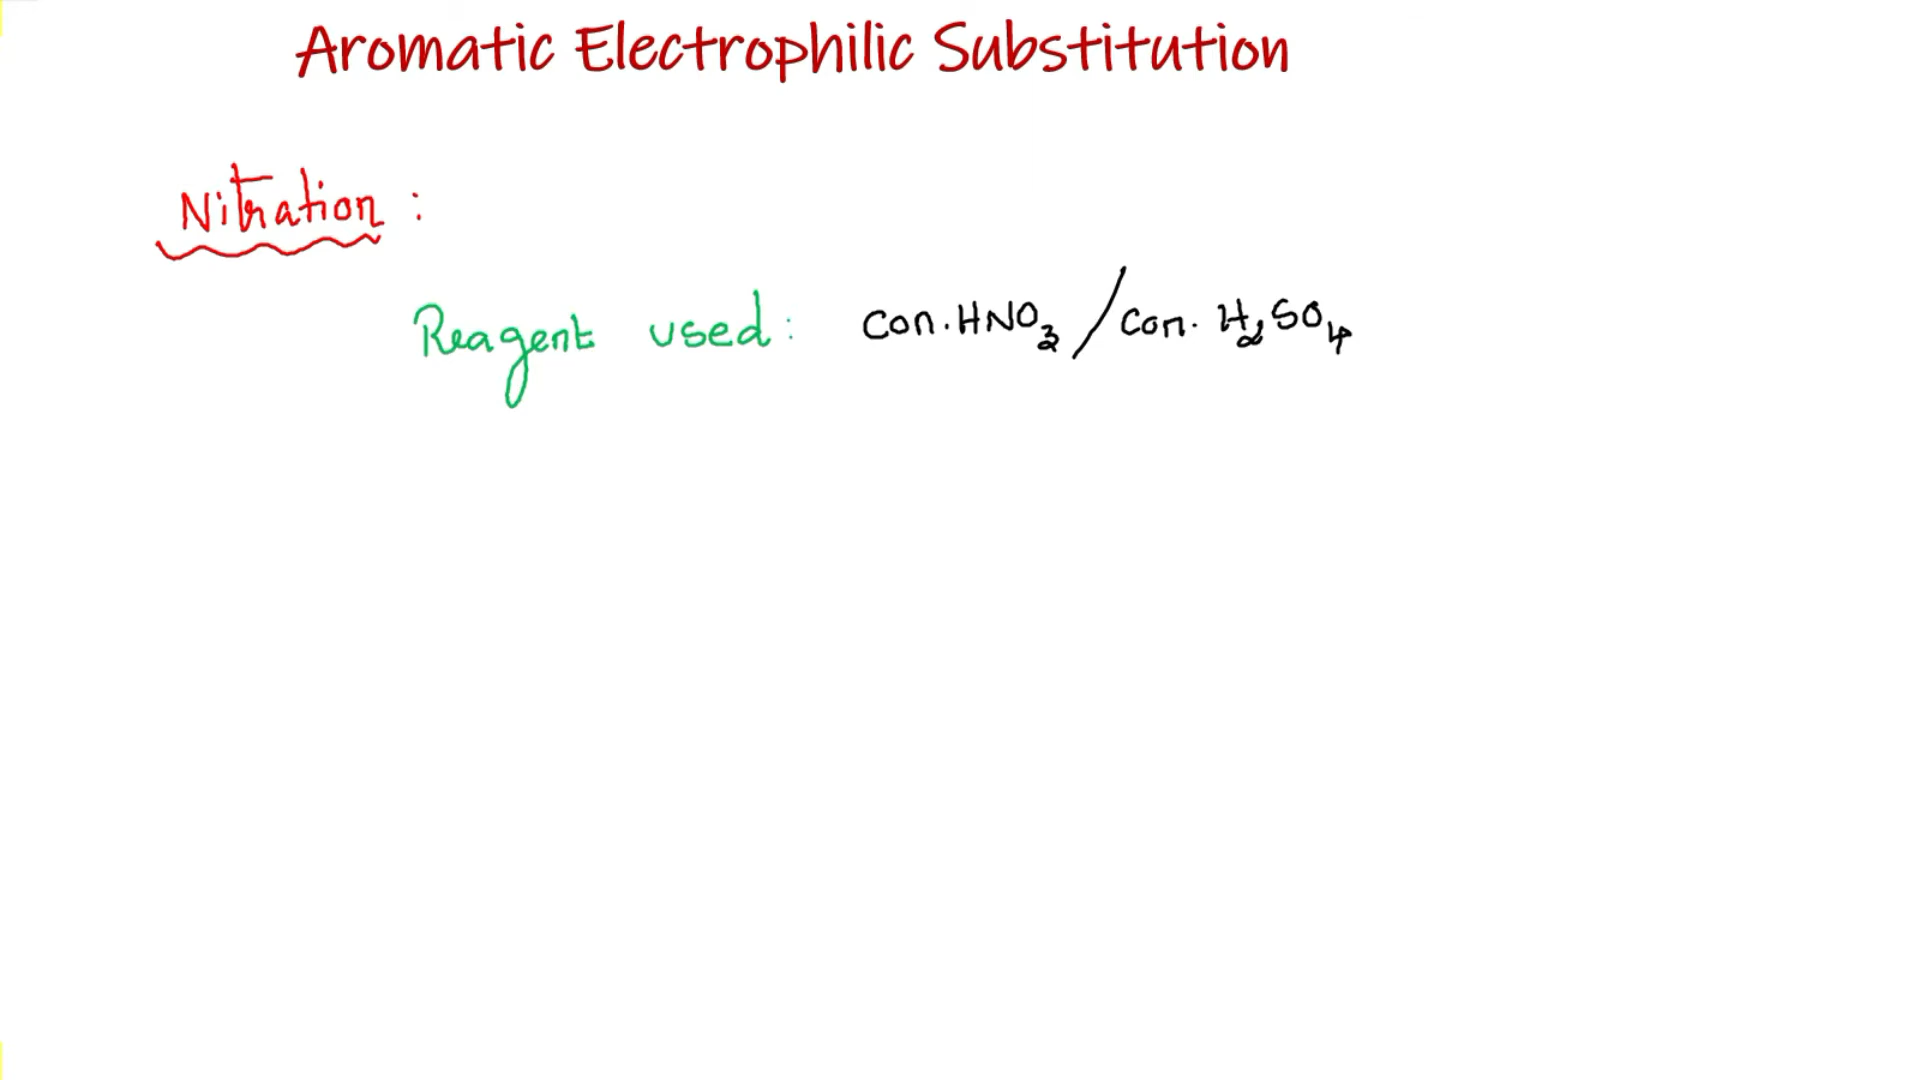 Aromatic Electrophilic Substitution
Nitration :
Reagent used : Con. HNO3 / Con. H2SO4